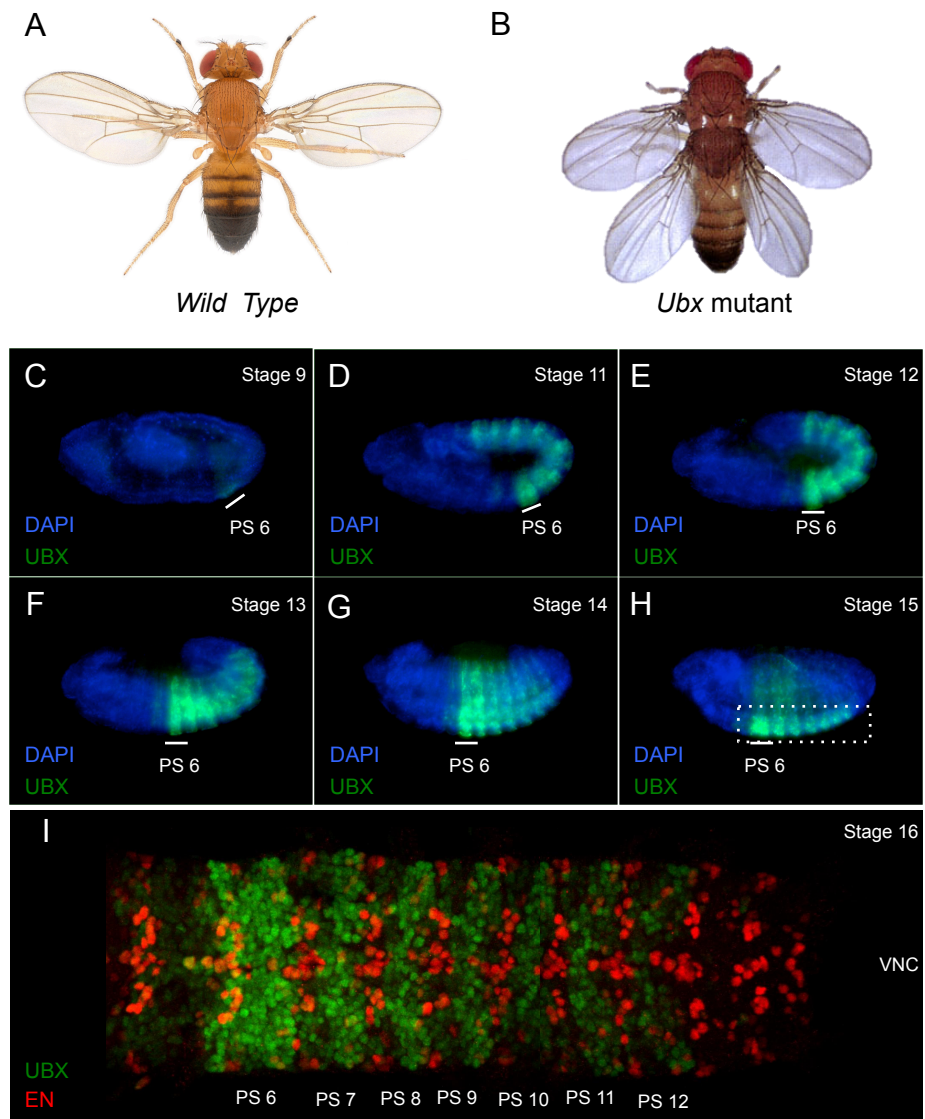 A
B
Wild Type
Ubx mutant
C
Stage 9
DAPI
UBX
PS 6
D
Stage 11
DAPI
UBX
PS 6
E
Stage 12
DAPI
UBX
PS 6
F
Stage 13
DAPI
UBX
PS 6
G
Stage 14
DAPI
UBX
PS 6
H
Stage 15
DAPI
UBX
PS 6
I
Stage 16
VNC
UBX
EN
PS 6 PS 7 PS 8 PS 9 PS 10 PS 11 PS 12